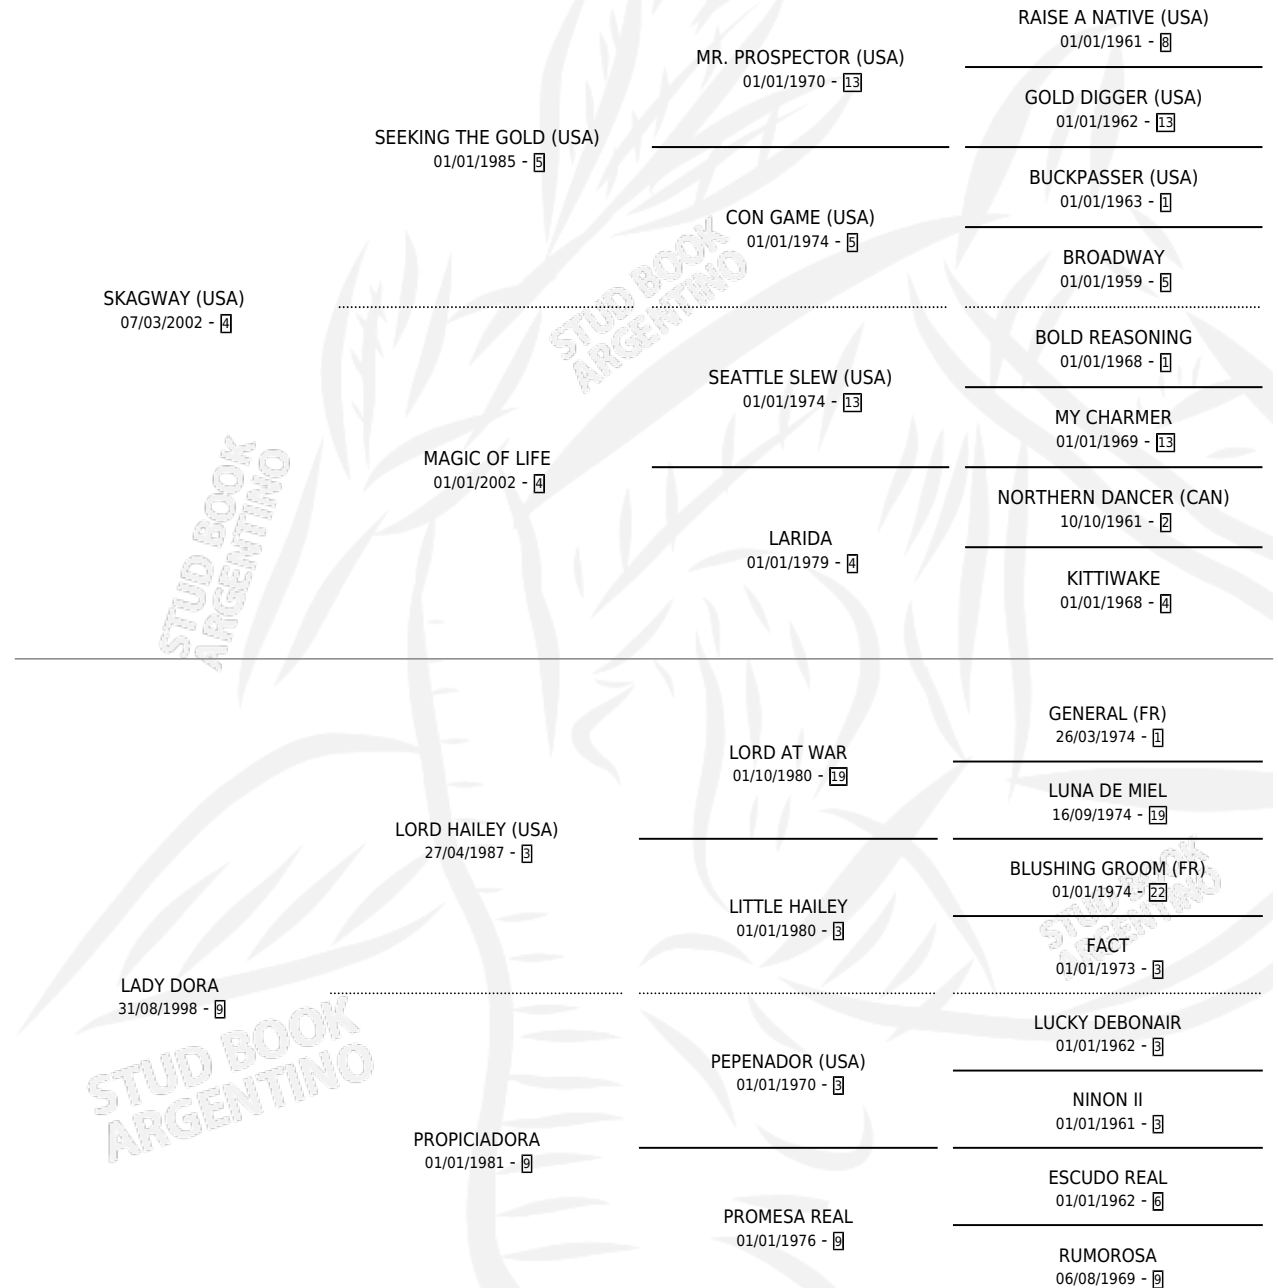 RAISE A NATIVE (USA)
01/01/1961 - 8
MR. PROSPECTOR (USA)
01/01/1970 - 13
GOLD DIGGER (USA)
01/01/1962 - 13
SEEKING THE GOLD (USA)
01/01/1985 - 5
BUCKPASSER (USA)
01/01/1963 - 1
CON GAME (USA)
01/01/1974 - 5
BROADWAY
01/01/1959 - 5
SKAGWAY (USA)
07/03/2002 - 4
BOLD REASONING
01/01/1968 - 1
SEATTLE SLEW (USA)
01/01/1974 - 13
MY CHARMER
01/01/1969 - 13
MAGIC OF LIFE
01/01/2002 - 4
NORTHERN DANCER (CAN)
10/10/1961 - 2
LARIDA
01/01/1979 - 4
KITTIWAKE
01/01/1968 - 4
GENERAL (FR)
26/03/1974 - 1
LORD AT WAR
01/10/1980 - 19
LUNA DE MIEL
16/09/1974 - 19
LORD HAILEY (USA)
27/04/1987 - 3
BLUSHING GROOM (FR)
01/01/1974 - 22
LITTLE HAILEY
01/01/1980 - 3
FACT
01/01/1973 - 3
LADY DORA
31/08/1998 - 9
LUCKY DEBONAIR
01/01/1962 - 3
PEPENADOR (USA)
01/01/1970 - 3
NINON II
01/01/1961 - 3
PROPICIADORA
01/01/1981 - 9
ESCUDO REAL
01/01/1962 - 6
PROMESA REAL
01/01/1976 - 9
RUMOROSA
06/08/1969 - 9
STUD BOOK
ARGENTINO
STUD BOOK
ARGENTINO
STUD BOOK
ARGENTINO
STUD BOOK
ARGENTINO